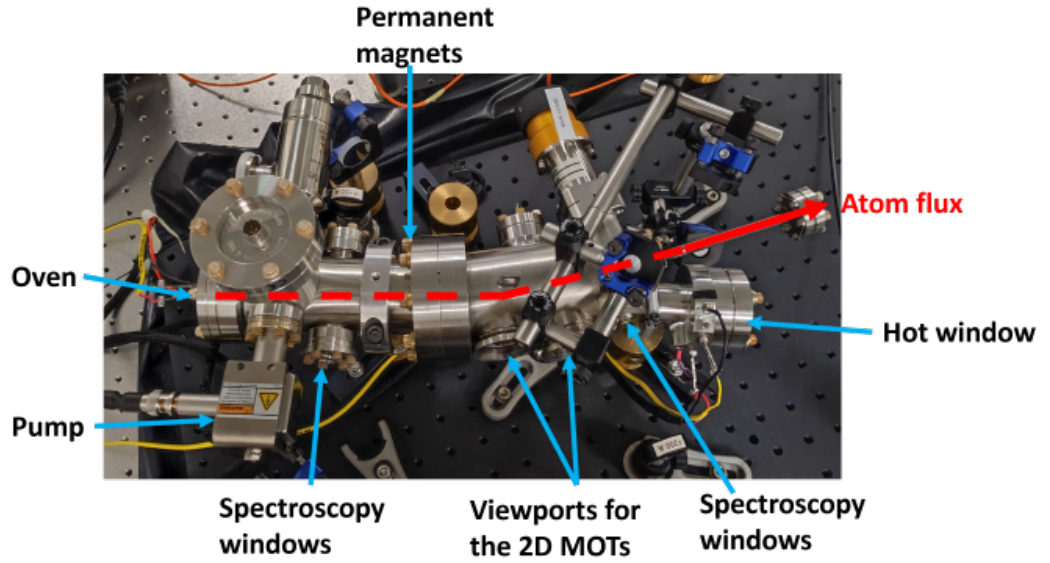 Permanent
magnets
Atom flux
Oven
Hot window
Pump
Spectroscopy
windows
Viewports for
the 2D MOTs
Spectroscopy
windows